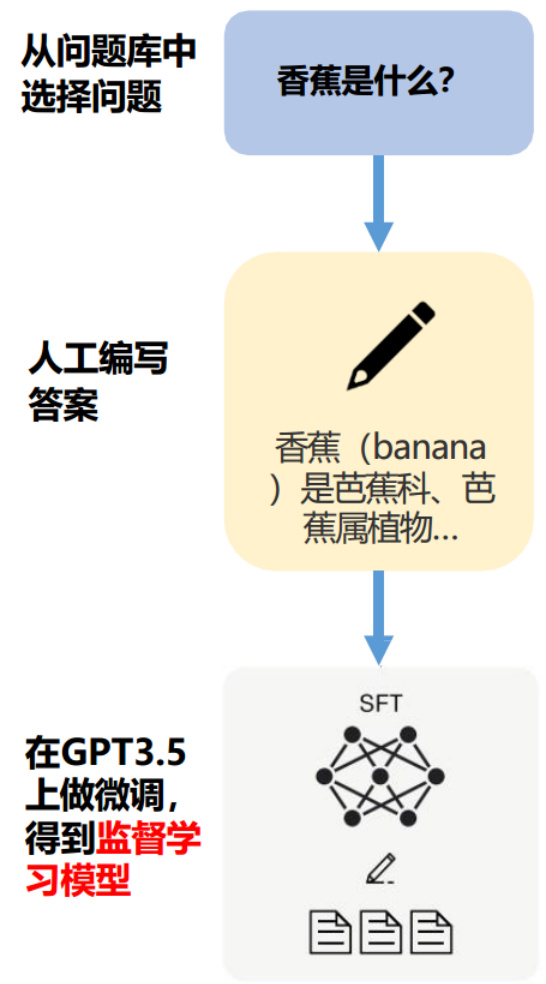 从问题库中
选择问题
香蕉是什么？
人工编写
答案
香蕉（banana
）是芭蕉科、芭
蕉属植物...
SFT
在GPT3.5
上做微调，
得到监督学
习模型